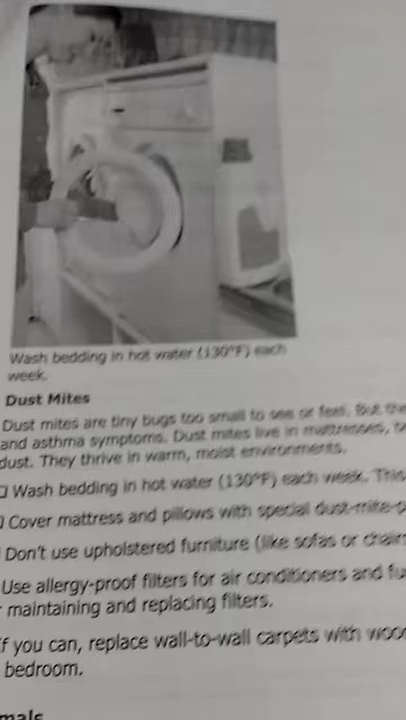 Wash bedding in hot water (130°F) each
week.
Dust Mites
Dust mites are tiny bugs too small to see or feel. But
and asthma symptoms. Dust mites live in mattresses,
dust. They thrive in warm, moist environments.
Wash bedding in hot water (130°F) each week. This
Cover mattress and pillows with special dust-mite-
Don't use upholstered furniture (like sofas or chairs
Use allergy-proof filters for air conditioners and
maintaining and replacing filters.
f you can, replace wall-to-wall carpets with
bedroom.
mals